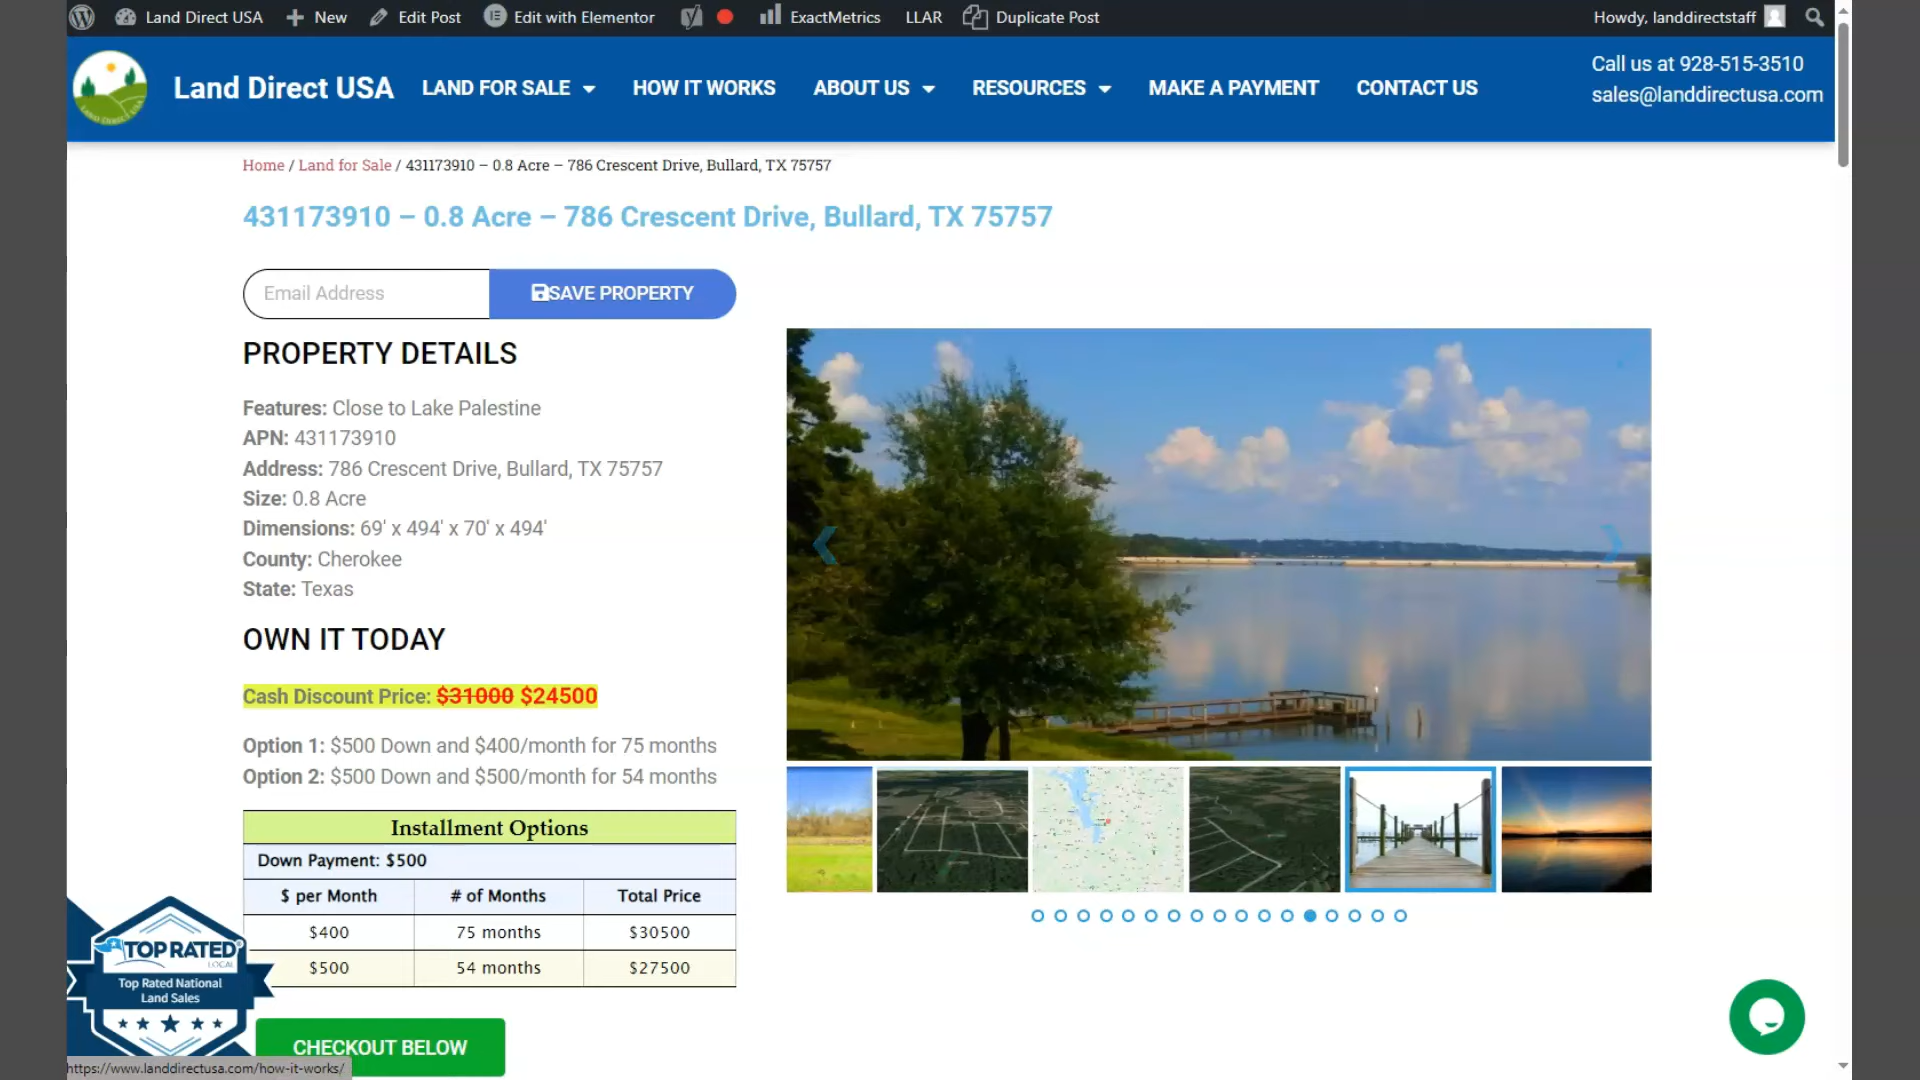 Land Direct USA
New
Edit Post
Edit with Elementor
ExactMetrics
LLAR
Duplicate Post
Howdy, landdirectstaff
Land Direct USA
LAND FOR SALE
HOW IT WORKS
ABOUT US
RESOURCES
MAKE A PAYMENT
CONTACT US
Call us at 928-515-3510
sales@landdirectusa.com
Home / Land for Sale / 431173910 – 0.8 Acre – 786 Crescent Drive, Bullard, TX 75757
431173910 – 0.8 Acre – 786 Crescent Drive, Bullard, TX 75757
Email Address
SAVE PROPERTY
PROPERTY DETAILS
Features: Close to Lake Palestine
APN: 431173910
Address: 786 Crescent Drive, Bullard, TX 75757
Size: 0.8 Acre
Dimensions: 69' x 494' x 70' x 494'
County: Cherokee
State: Texas
OWN IT TODAY
Cash Discount Price: $31000 $24500
Option 1: $500 Down and $400/month for 75 months
Option 2: $500 Down and $500/month for 54 months
Installment Options
Down Payment: $500
$ per Month # of Months Total Price
$400 75 months $30500
$500 54 months $27500
TOP RATED
LOCAL
Top Rated National
Land Sales
CHECKOUT BELOW
https://www.landdirectusa.com/how-it-works/